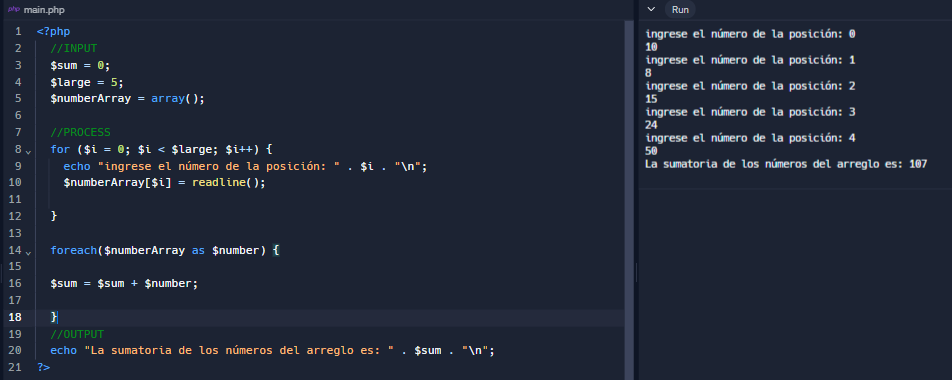 php main.php
1 <?php
2 //INPUT
3 $sum = 0;
4 $large = 5;
5 $numberArray = array();
6
7 //PROCESS
8 for ($i = 0; $i < $large; $i++) {
9 echo "ingrese el número de la posición: " . $i . "\n";
10 $numberArray[$i] = readline();
11
12 }
13
14 foreach($numberArray as $number) {
15
16 $sum = $sum + $number;
17
18 }
19 //OUTPUT
20 echo "La sumatoria de los números del arreglo es: " . $sum . "\n";
21 ?>
Run
ingrese el número de la posición: 0
10
ingrese el número de la posición: 1
8
ingrese el número de la posición: 2
15
ingrese el número de la posición: 3
24
ingrese el número de la posición: 4
50
La sumatoria de los números del arreglo es: 107